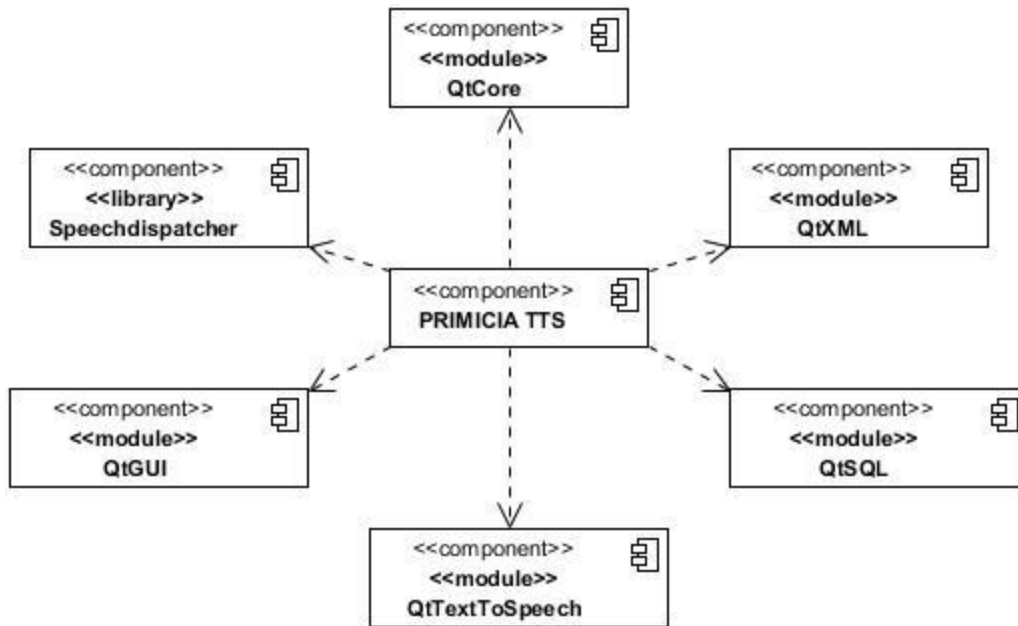 <<component>>
<<module>>
QtCore
<<component>>
<<library>>
Speechdispatcher
<<component>>
<<module>>
QtXML
<<component>>
PRIMICIA TTS
<<component>>
<<module>>
QtGUI
<<component>>
<<module>>
QtSQL
<<component>>
<<module>>
QtTextToSpeech